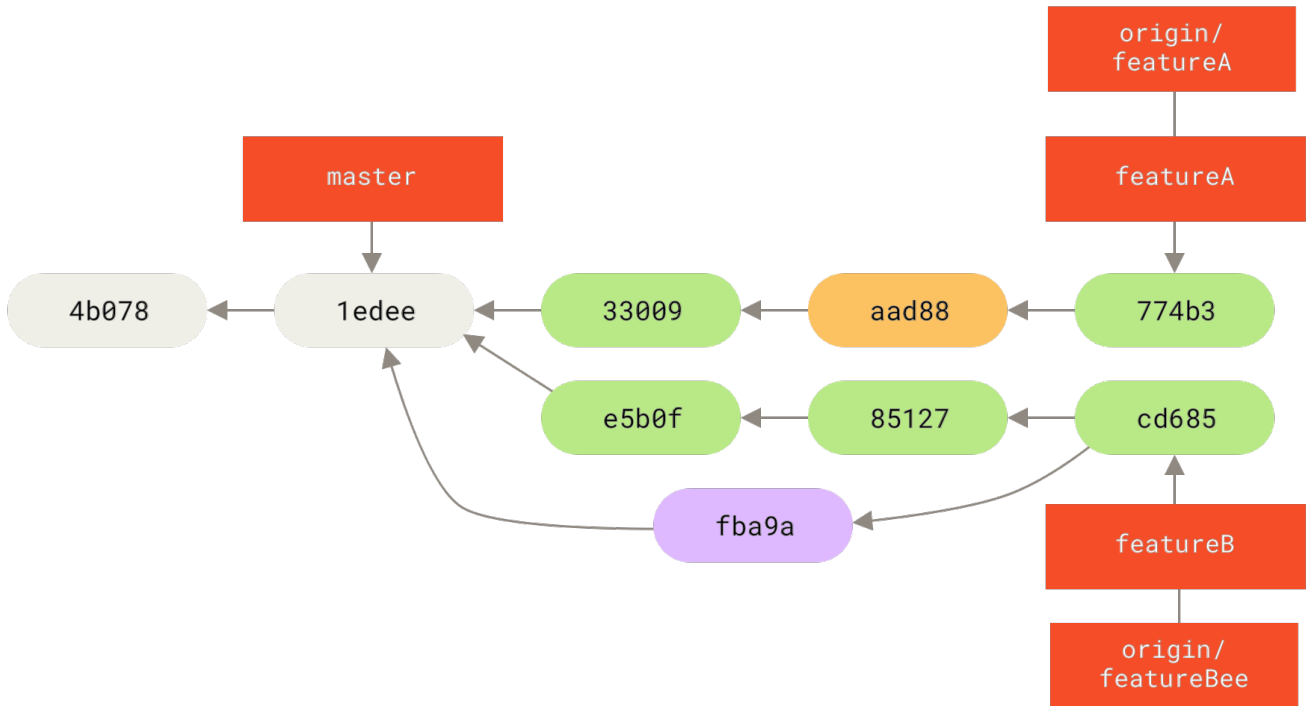 origin/
featureA
master
featureA
4b078
1edee
33009
aad88
774b3
e5b0f
85127
cd685
fba9a
featureB
origin/
featureBee